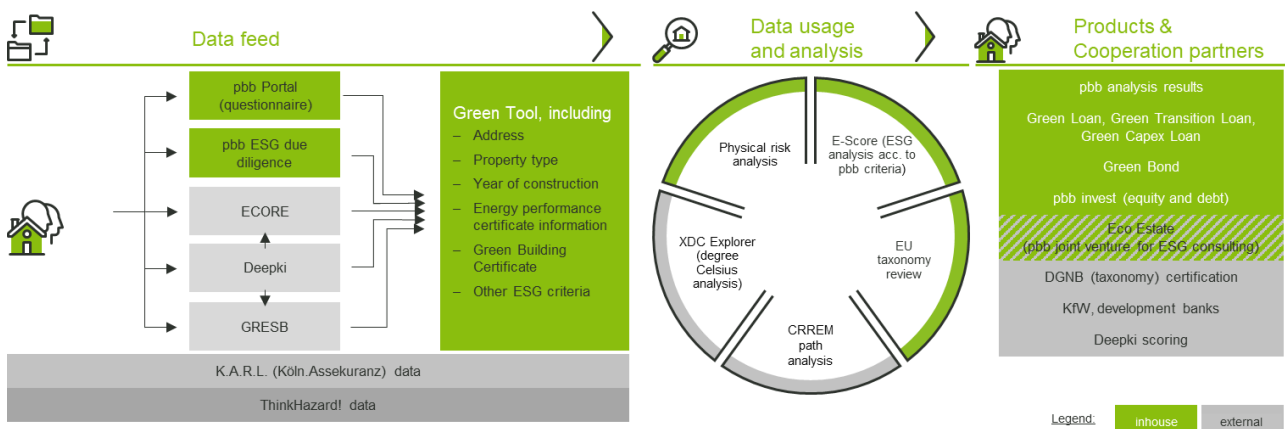 Data feed
Data usage
and analysis
Products &
Cooperation partners
pbb Portal
(questionnaire)
pbb ESG due
diligence
ECORE
Deepki
GRESB
Green Tool, including
– Address
– Property type
– Year of construction
– Energy performance
certificate information
– Green Building
Certificate
– Other ESG criteria
K.A.R.L. (Köln.Assekuranz) data
ThinkHazard! data
Physical risk
analysis
E-Score (ESG
analysis acc. to
pbb criteria)
XDC Explorer
(degree
Celsius
analysis)
EU
taxonomy
review
CRREM
path
analysis
pbb analysis results
Green Loan, Green Transition Loan,
Green Capex Loan
Green Bond
pbb invest (equity and debt)
Eco Estate
(pbb joint venture for ESG consulting)
DGNB (taxonomy) certification
KfW, development banks
Deepki scoring
Legend:
inhouse
external